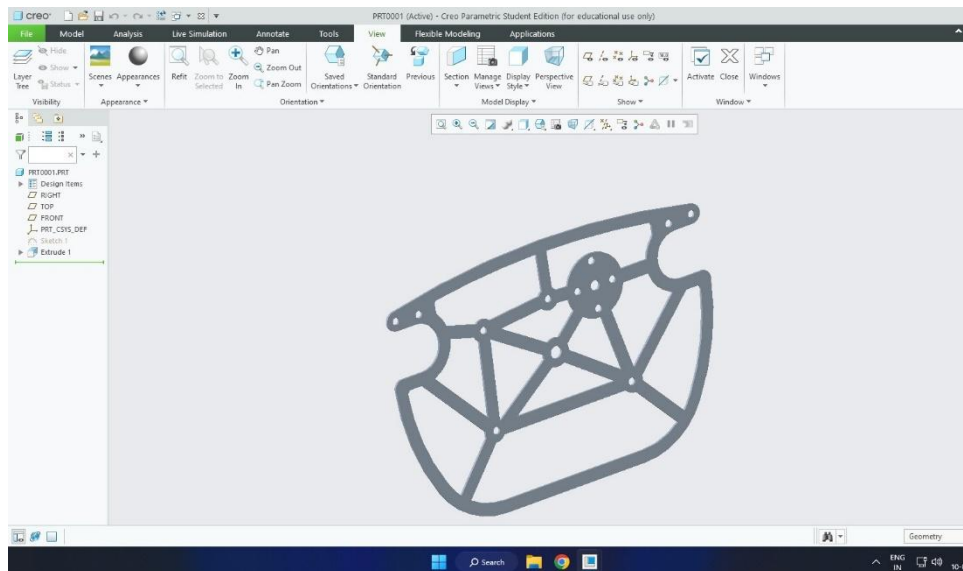 creo®
PRT0001 (Active) - Creo Parametric Student Edition (for educational use only)
File Model Analysis Live Simulation Annotate Tools View Flexible Modeling Applications
Layer Tree
Hide
Show
Status
Visibility
Scenes Appearances
Appearance
Refit
Zoom to Selected
Zoom In
Pan
Zoom Out
Pan Zoom
Saved Orientations
Standard Orientation
Previous
Orientation
Section
Manage Views
Display Style
Perspective View
Model Display
Show
Activate Close Windows
Window
PRT0001.PRT
Design Items
RIGHT
TOP
FRONT
PRT_CSYS_DEF
Sketch 1
Extrude 1
Geometry
Search
ENG
IN